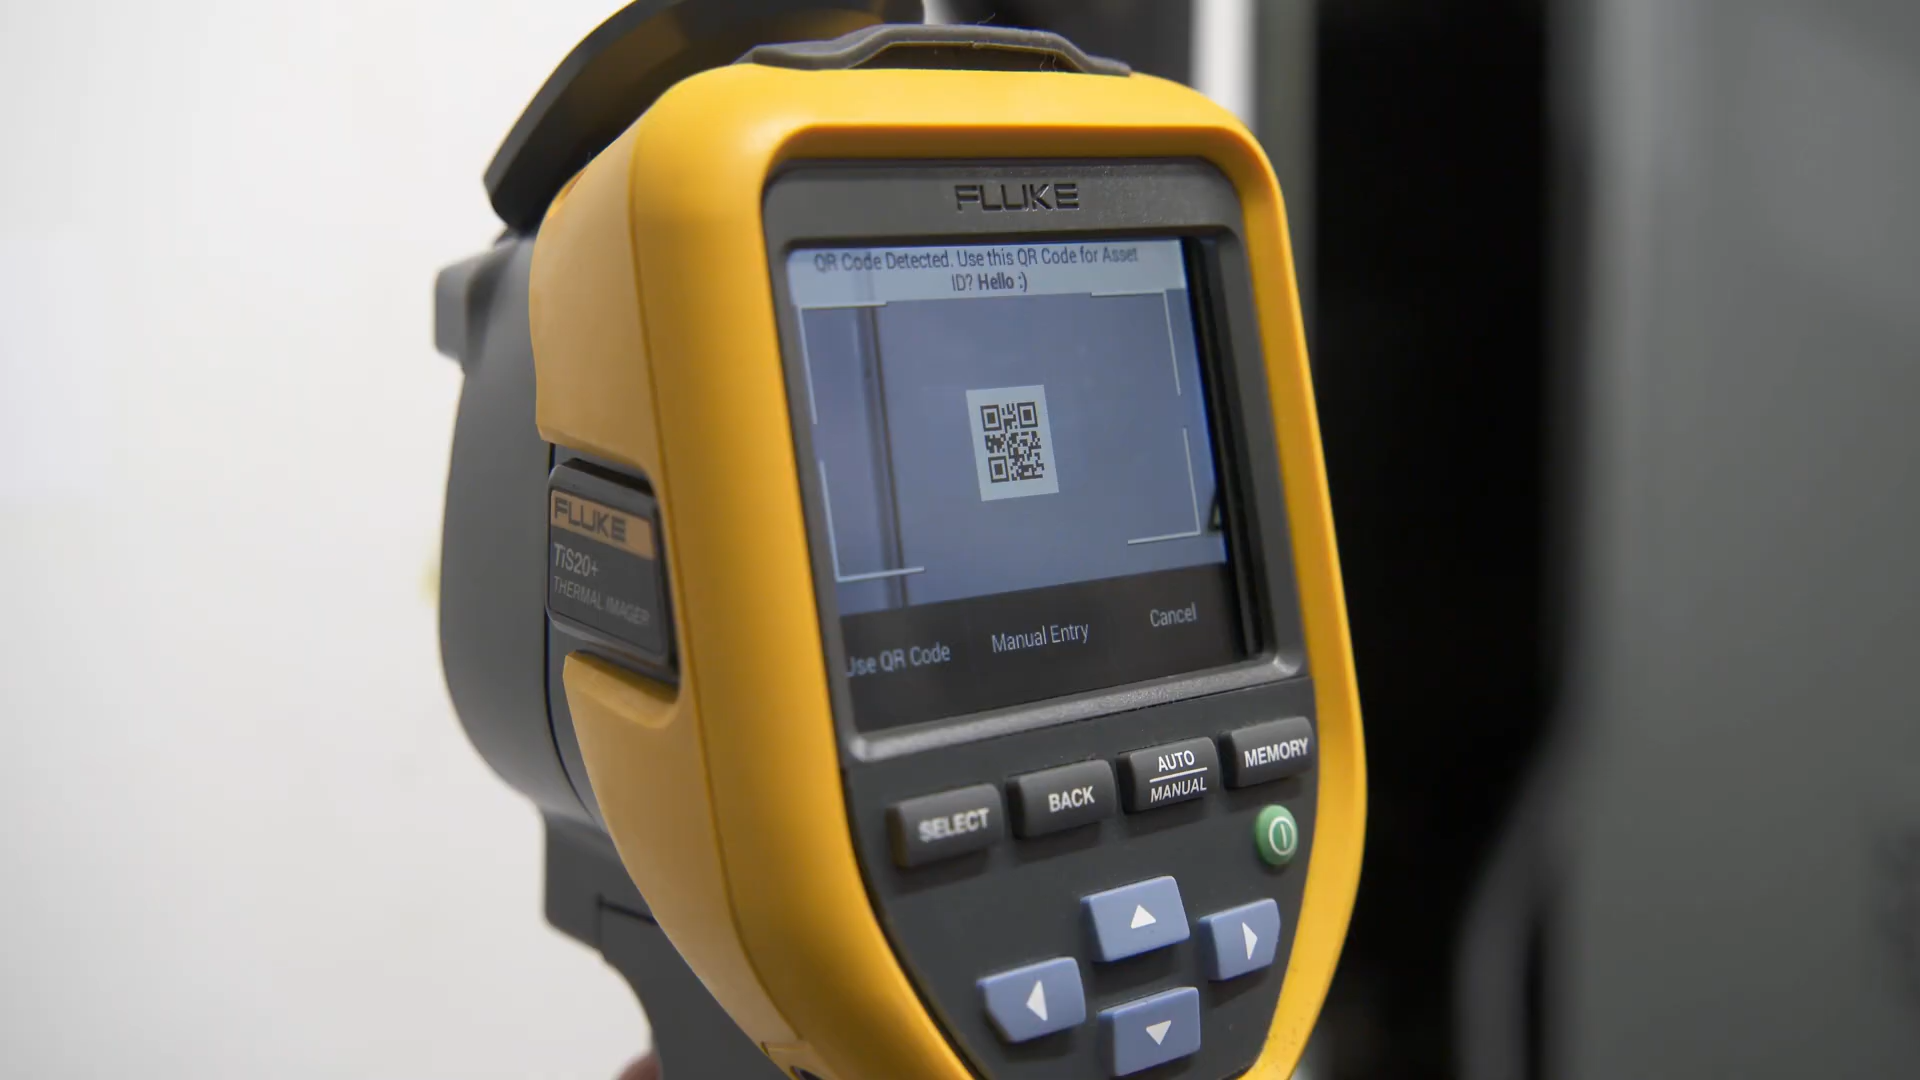 FLUKE
QR Code Detected. Use this QR Code for Asset
ID? Hello :)
Use QR Code
Manual Entry
Cancel
FLUKE
TiS20+
THERMAL IMAGER
SELECT
BACK
AUTO
MANUAL
MEMORY